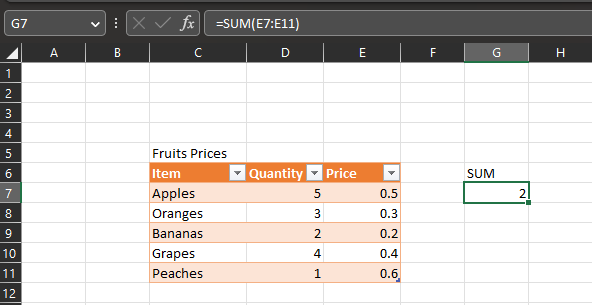 G7 fx =SUM(E7:E11)
A B C D E F G H
1
2
3
4
5 Fruits Prices
6 Item Quantity Price SUM
7 Apples 5 0.5 2
8 Oranges 3 0.3
9 Bananas 2 0.2
10 Grapes 4 0.4
11 Peaches 1 0.6
12